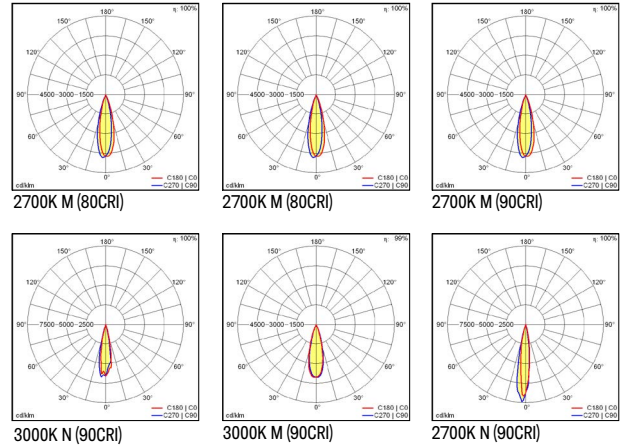 180° η: 100%
150° 150°
120° 120°
90° 4500 3000 1500 90°
60° 60°
30° 30°
0°
cd/klm
C180 | C0
C270 | C90
2700K M (80CRI)
180° η: 100%
150° 150°
120° 120°
90° 4500 3000 1500 90°
60° 60°
30° 30°
0°
cd/klm
C180 | C0
C270 | C90
2700K M (80CRI)
180° η: 100%
150° 150°
120° 120°
90° 4500 3000 1500 90°
60° 60°
30° 30°
0°
cd/klm
C180 | C0
C270 | C90
2700K M (90CRI)
180° η: 100%
150° 150°
120° 120°
90° 7500 5000 2500 90°
60° 60°
30° 30°
0°
cd/klm
C180 | C0
C270 | C90
3000K N (90CRI)
180° η: 99%
150° 150°
120° 120°
90° 4500 3000 1500 90°
60° 60°
30° 30°
0°
cd/klm
C180 | C0
C270 | C90
3000K M (90CRI)
180° η: 100%
150° 150°
120° 120°
90° 7500 5000 2500 90°
60° 60°
30° 30°
0°
cd/klm
C180 | C0
C270 | C90
2700K N (90CRI)